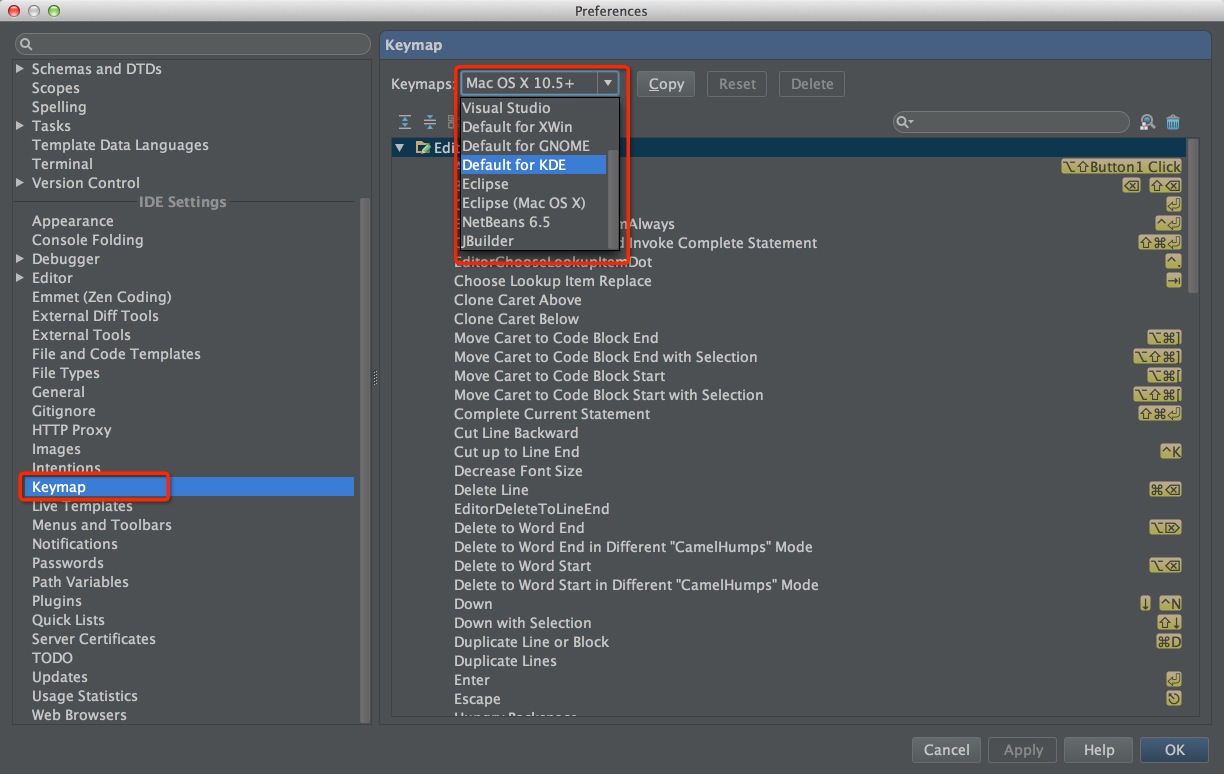 Preferences
Schemas and DTDs
Scopes
Spelling
Tasks
Template Data Languages
Terminal
Version Control
IDE Settings
Appearance
Console Folding
Debugger
Editor
Emmet (Zen Coding)
External Diff Tools
External Tools
File and Code Templates
File Types
General
Gitignore
HTTP Proxy
Images
Intentions
Keymap
Live Templates
Menus and Toolbars
Notifications
Passwords
Path Variables
Plugins
Quick Lists
Server Certificates
TODO
Updates
Usage Statistics
Web Browsers
Keymap
Keymaps: Mac OS X 10.5+ Copy Reset Delete
Visual Studio
Default for XWin
Default for GNOME
Default for KDE
Eclipse
Eclipse (Mac OS X)
NetBeans 6.5
JBuilder
⌥⇧Button1 Click
⌫ ⇧⌫
⏎
^⏎
Invoke Complete Statement ⇧⌘⏎
EditorChooseLookupItemDot ^.
Choose Lookup Item Replace ⇥
Clone Caret Above
Clone Caret Below
Move Caret to Code Block End ⌥⌘]
Move Caret to Code Block End with Selection ⌥⇧⌘]
Move Caret to Code Block Start ⌥⌘[
Move Caret to Code Block Start with Selection ⌥⇧⌘[
Complete Current Statement ⇧⌘⏎
Cut Line Backward
Cut up to Line End ^K
Decrease Font Size
Delete Line ⌘⌫
EditorDeleteToLineEnd
Delete to Word End ⌥⌦
Delete to Word End in Different "CamelHumps" Mode
Delete to Word Start ⌥⌫
Delete to Word Start in Different "CamelHumps" Mode
Down ↓ ^N
Down with Selection ⇧↓
Duplicate Line or Block ⌘D
Duplicate Lines
Enter ⏎
Escape ⎋
Cancel Apply Help OK